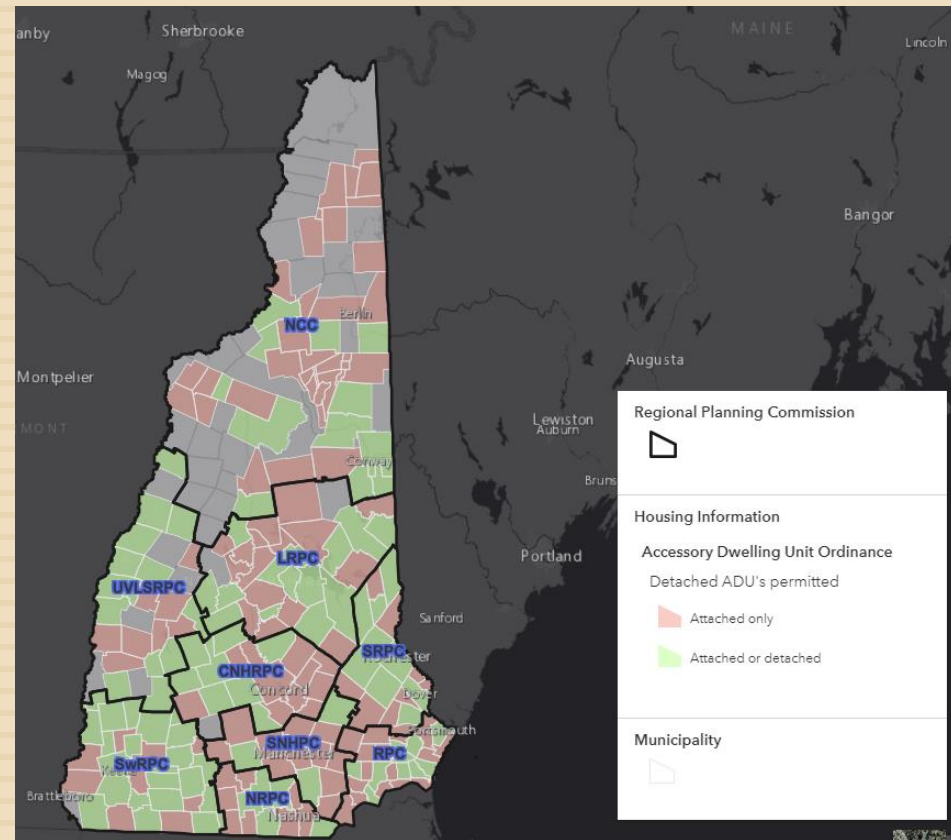 anby
Sherbrooke
MAINE
Lincoln
Magog
Bangor
Berlin
NCC
Montpelier
Augusta
MONT
Lewiston
Auburn
Conway
Bruns
LRPC
Portland
UVLSRPC
Sanford
SRPC
CNHRPC
Concord
Dover
SNHPC
Manchester
RPC
SwRPC
Brattleboro
NRPC
Nashua
Regional Planning Commission
Housing Information
Accessory Dwelling Unit Ordinance
Detached ADU's permitted
Attached only
Attached or detached
Municipality